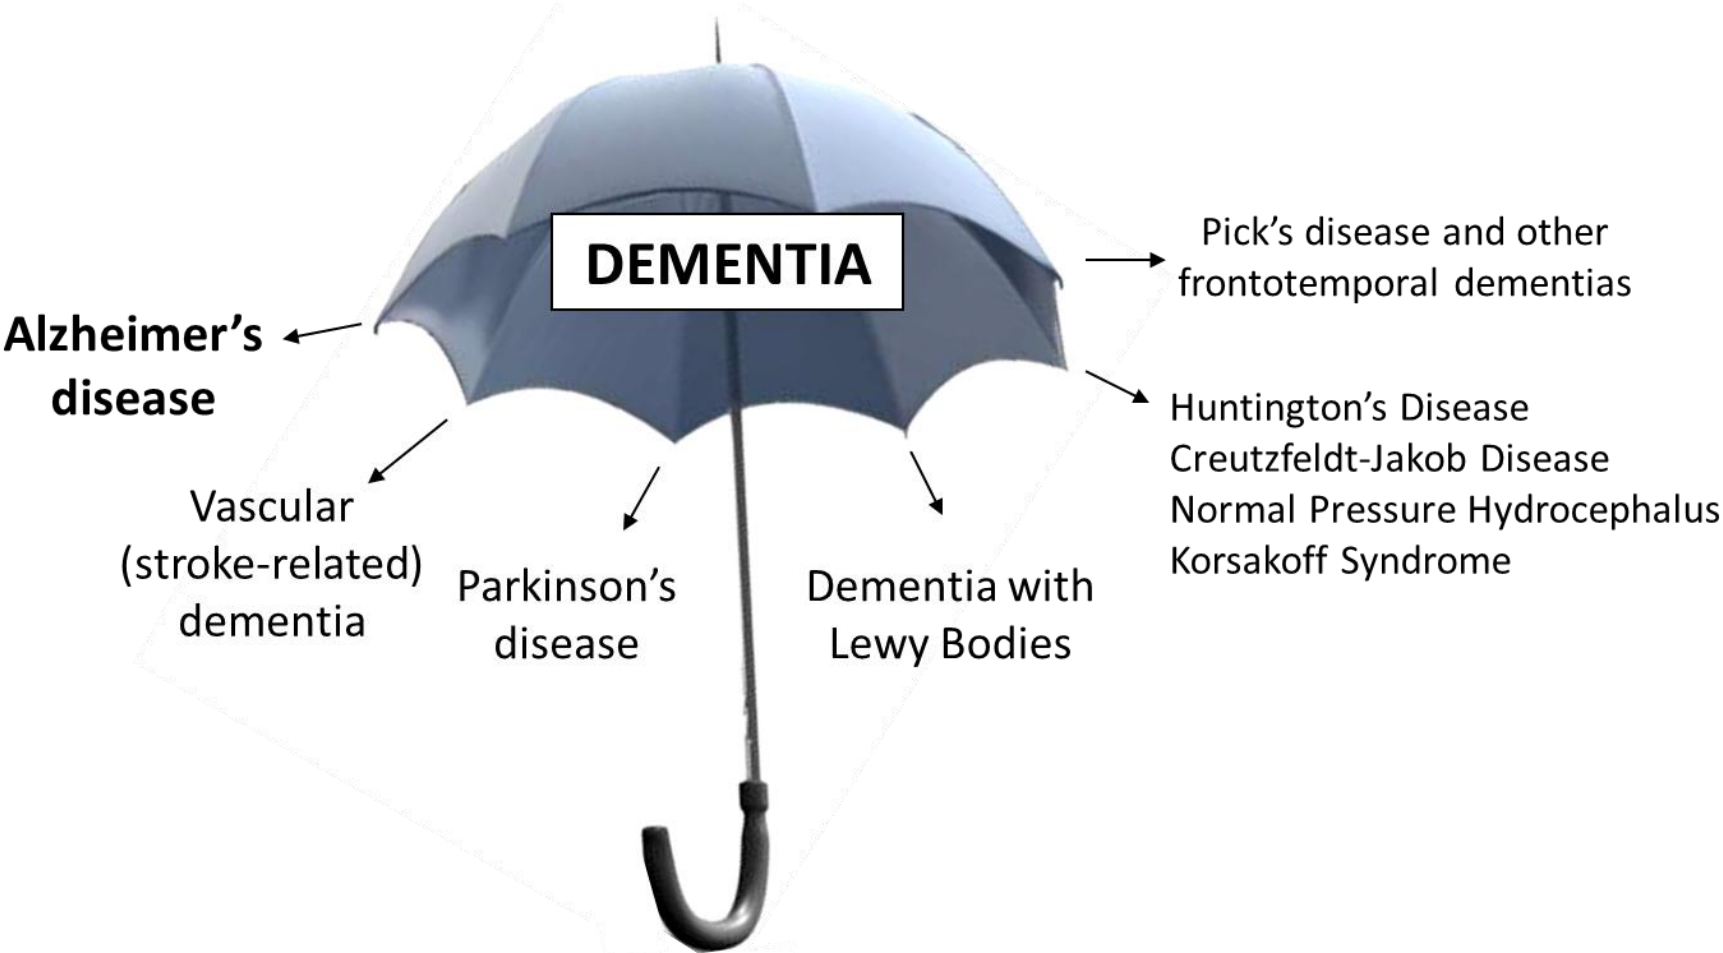 DEMENTIA
Alzheimer's
disease
Vascular
(stroke-related)
dementia
Parkinson's
disease
Dementia with
Lewy Bodies
Pick's disease and other
frontotemporal dementias
Huntington's Disease
Creutzfeldt-Jakob Disease
Normal Pressure Hydrocephalus
Korsakoff Syndrome